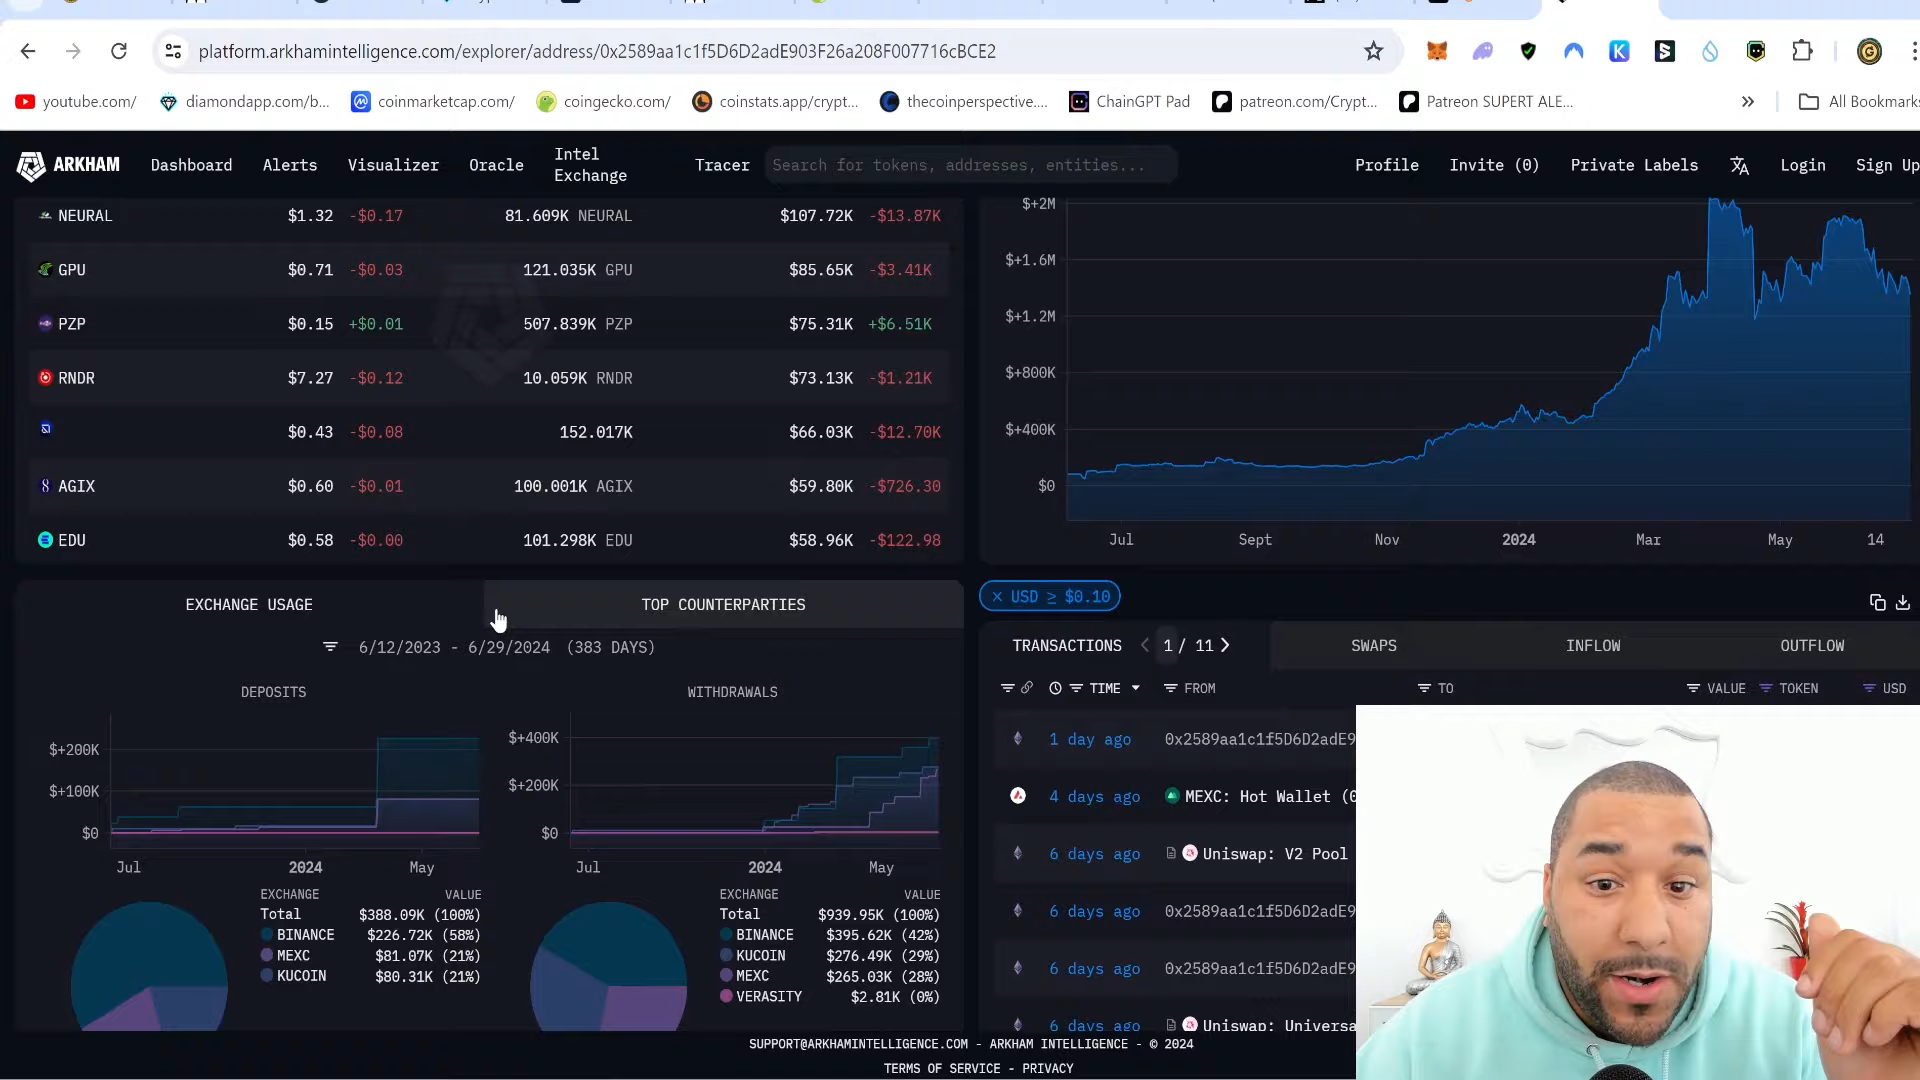 platform.arkhamintelligence.com/explorer/address/0x2589aa1c1f5D6D2adE903F26a208F007716cBCE2
youtube.com/ diamondapp.com/b... coinmarketcap.com/ coingecko.com/ coinstats.app/crypt... thecoinperspective.... ChainGPT Pad patreon.com/Crypt... Patreon SUPERT ALE... » All Bookmarks
ARKHAM Dashboard Alerts Visualizer Oracle Intel Exchange Tracer Search for tokens, addresses, entities... Profile Invite (0) Private Labels Login Sign Up
NEURAL $1.32 -$0.17 81.609K NEURAL $107.72K -$13.87K
GPU $0.71 -$0.03 121.035K GPU $85.65K -$3.41K
PZP $0.15 +$0.01 507.839K PZP $75.31K +$6.51K
RNDR $7.27 -$0.12 10.059K RNDR $73.13K -$1.21K
$0.43 -$0.08 152.017K $66.03K -$12.70K
AGIX $0.60 -$0.01 100.001K AGIX $59.80K -$726.30
EDU $0.58 -$0.00 101.298K EDU $58.96K -$122.98
$+2M
$+1.6M
$+1.2M
$+800K
$+400K
$0
Jul Sept Nov 2024 Mar May 14
EXCHANGE USAGE TOP COUNTERPARTIES
6/12/2023 - 6/29/2024 (383 DAYS)
DEPOSITS
$+200K
$+100K
$0
Jul 2024 May
EXCHANGE VALUE
Total $388.09K (100%)
BINANCE $226.72K (58%)
MEXC $81.07K (21%)
KUCOIN $80.31K (21%)
WITHDRAWALS
$+400K
$+200K
$0
Jul 2024 May
EXCHANGE VALUE
Total $939.95K (100%)
BINANCE $395.62K (42%)
KUCOIN $276.49K (29%)
MEXC $265.03K (28%)
VERASITY $2.81K (0%)
× USD ≥ $0.10
TRANSACTIONS < 1 / 11 > SWAPS INFLOW OUTFLOW
TIME FROM TO VALUE TOKEN USD
1 day ago 0x2589aa1c1f5D6D2adE9
4 days ago MEXC: Hot Wallet (0
6 days ago Uniswap: V2 Pool
6 days ago 0x2589aa1c1f5D6D2adE9
6 days ago 0x2589aa1c1f5D6D2adE9
6 days ago Uniswap: Universa
SUPPORT@ARKHAMINTELLIGENCE.COM - ARKHAM INTELLIGENCE - © 2024
TERMS OF SERVICE - PRIVACY